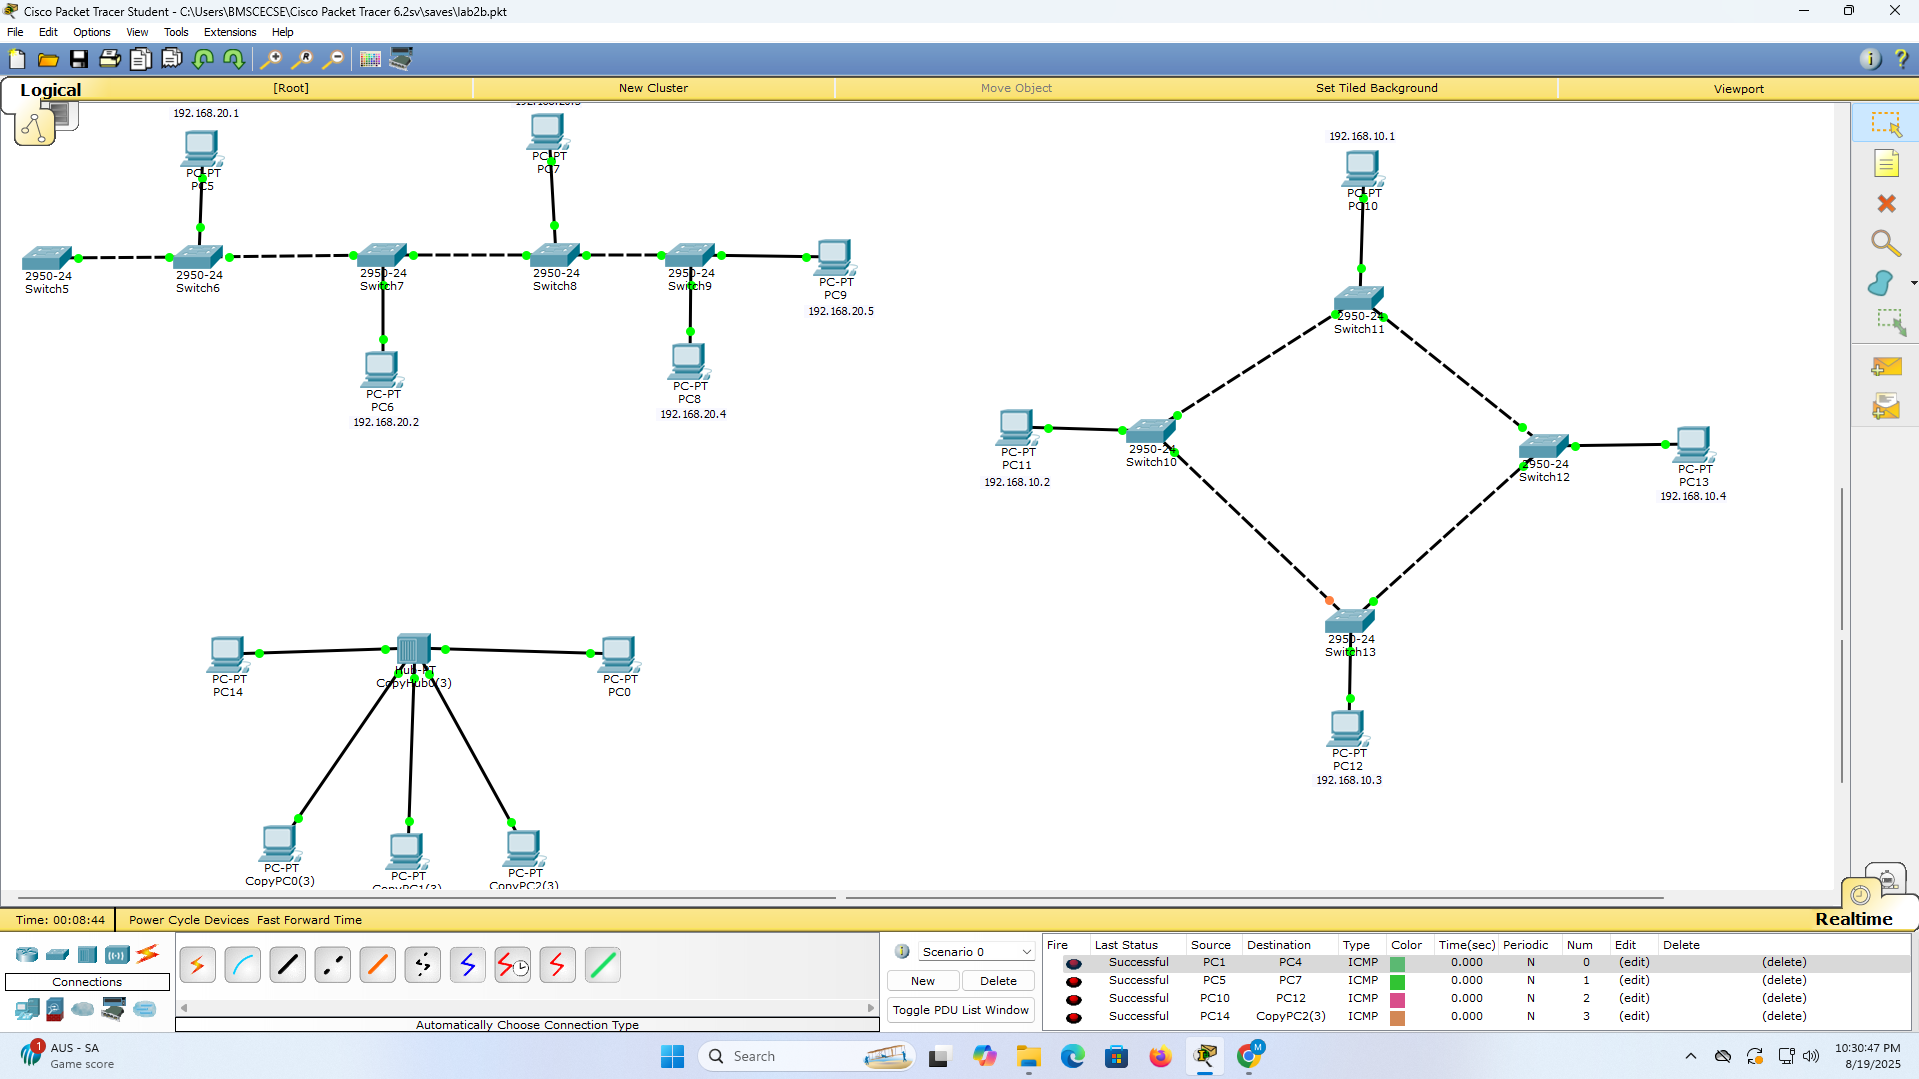 Cisco Packet Tracer Student - C:\Users\BMSCECSE\Cisco Packet Tracer 6.2sv\saves\lab2b.pkt
File Edit Options View Tools Extensions Help
Logical [Root] New Cluster Move Object Set Tiled Background Viewport
192.168.20.1
PC-PT
PC5
PC-PT
PC7
192.168.10.1
PC-PT
PC10
2950-24
Switch5
2950-24
Switch6
2950-24
Switch7
2950-24
Switch8
2950-24
Switch9
PC-PT
PC9
192.168.20.5
2950-24
Switch11
PC-PT
PC6
192.168.20.2
PC-PT
PC8
192.168.20.4
PC-PT
PC11
192.168.10.2
2950-24
Switch10
2950-24
Switch12
PC-PT
PC13
192.168.10.4
2950-24
Switch13
PC-PT
PC12
192.168.10.3
PC-PT
PC14
Hub-PT
CopyHub0(3)
PC-PT
PC0
PC-PT
CopyPC0(3)
PC-PT
CopyPC1(3)
PC-PT
CopyPC2(3)
Time: 00:08:44 Power Cycle Devices Fast Forward Time
Realtime
Connections
Automatically Choose Connection Type
Scenario 0
New Delete
Toggle PDU List Window
Fire Last Status Source Destination Type Color Time(sec) Periodic Num Edit Delete
Successful PC1 PC4 ICMP 0.000 N 0 (edit) (delete)
Successful PC5 PC7 ICMP 0.000 N 1 (edit) (delete)
Successful PC10 PC12 ICMP 0.000 N 2 (edit) (delete)
Successful PC14 CopyPC2(3) ICMP 0.000 N 3 (edit) (delete)
1
AUS - SA
Game score
Search
M
10:30:47 PM
8/19/2025